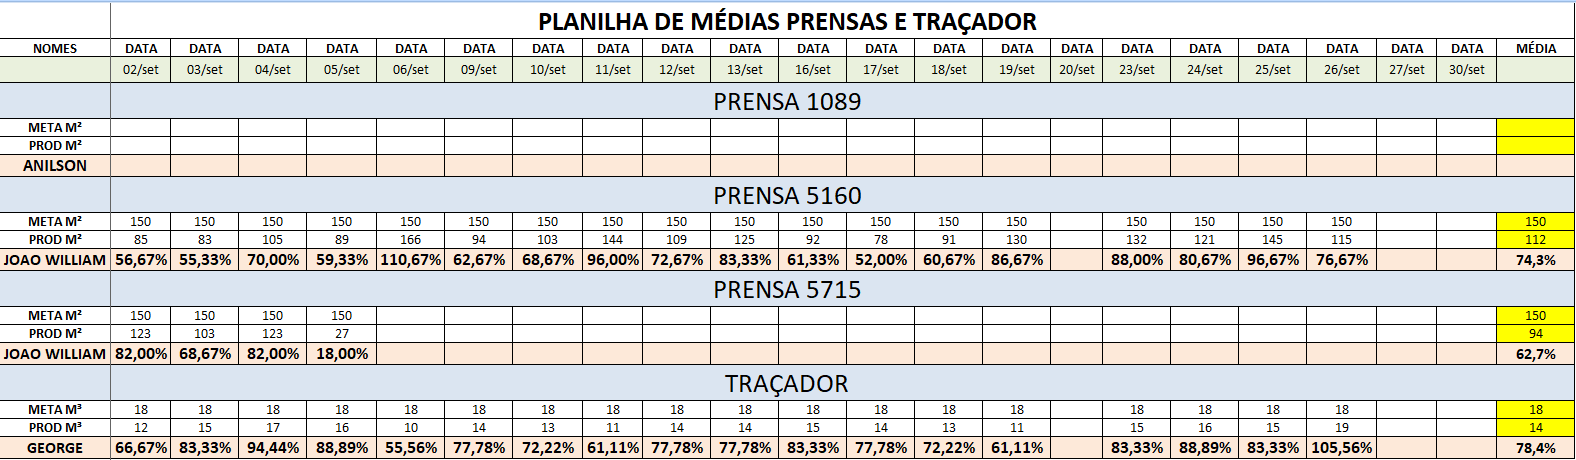 PLANILHA DE MÉDIAS PRENSAS E TRAÇADOR
NOMES DATA DATA DATA DATA DATA DATA DATA DATA DATA DATA DATA DATA DATA DATA DATA DATA DATA DATA DATA DATA DATA MÉDIA
02/set 03/set 04/set 05/set 06/set 09/set 10/set 11/set 12/set 13/set 16/set 17/set 18/set 19/set 20/set 23/set 24/set 25/set 26/set 27/set 30/set
PRENSA 1089
META M²
PROD M²
ANILSON
PRENSA 5160
META M² 150 150 150 150 150 150 150 150 150 150 150 150 150 150 150 150 150 150 150
PROD M² 85 83 105 89 166 94 103 144 109 125 92 78 91 130 132 121 145 115 112
JOAO WILLIAM 56,67% 55,33% 70,00% 59,33% 110,67% 62,67% 68,67% 96,00% 72,67% 83,33% 61,33% 52,00% 60,67% 86,67% 88,00% 80,67% 96,67% 76,67% 74,3%
PRENSA 5715
META M² 150 150 150 150 150
PROD M² 123 103 123 27 94
JOAO WILLIAM 82,00% 68,67% 82,00% 18,00% 62,7%
TRAÇADOR
META M³ 18 18 18 18 18 18 18 18 18 18 18 18 18 18 18 18 18 18 18
PROD M³ 12 15 17 16 10 14 13 11 14 14 15 14 13 11 15 16 15 19 14
GEORGE 66,67% 83,33% 94,44% 88,89% 55,56% 77,78% 72,22% 61,11% 77,78% 77,78% 83,33% 77,78% 72,22% 61,11% 83,33% 88,89% 83,33% 105,56% 78,4%